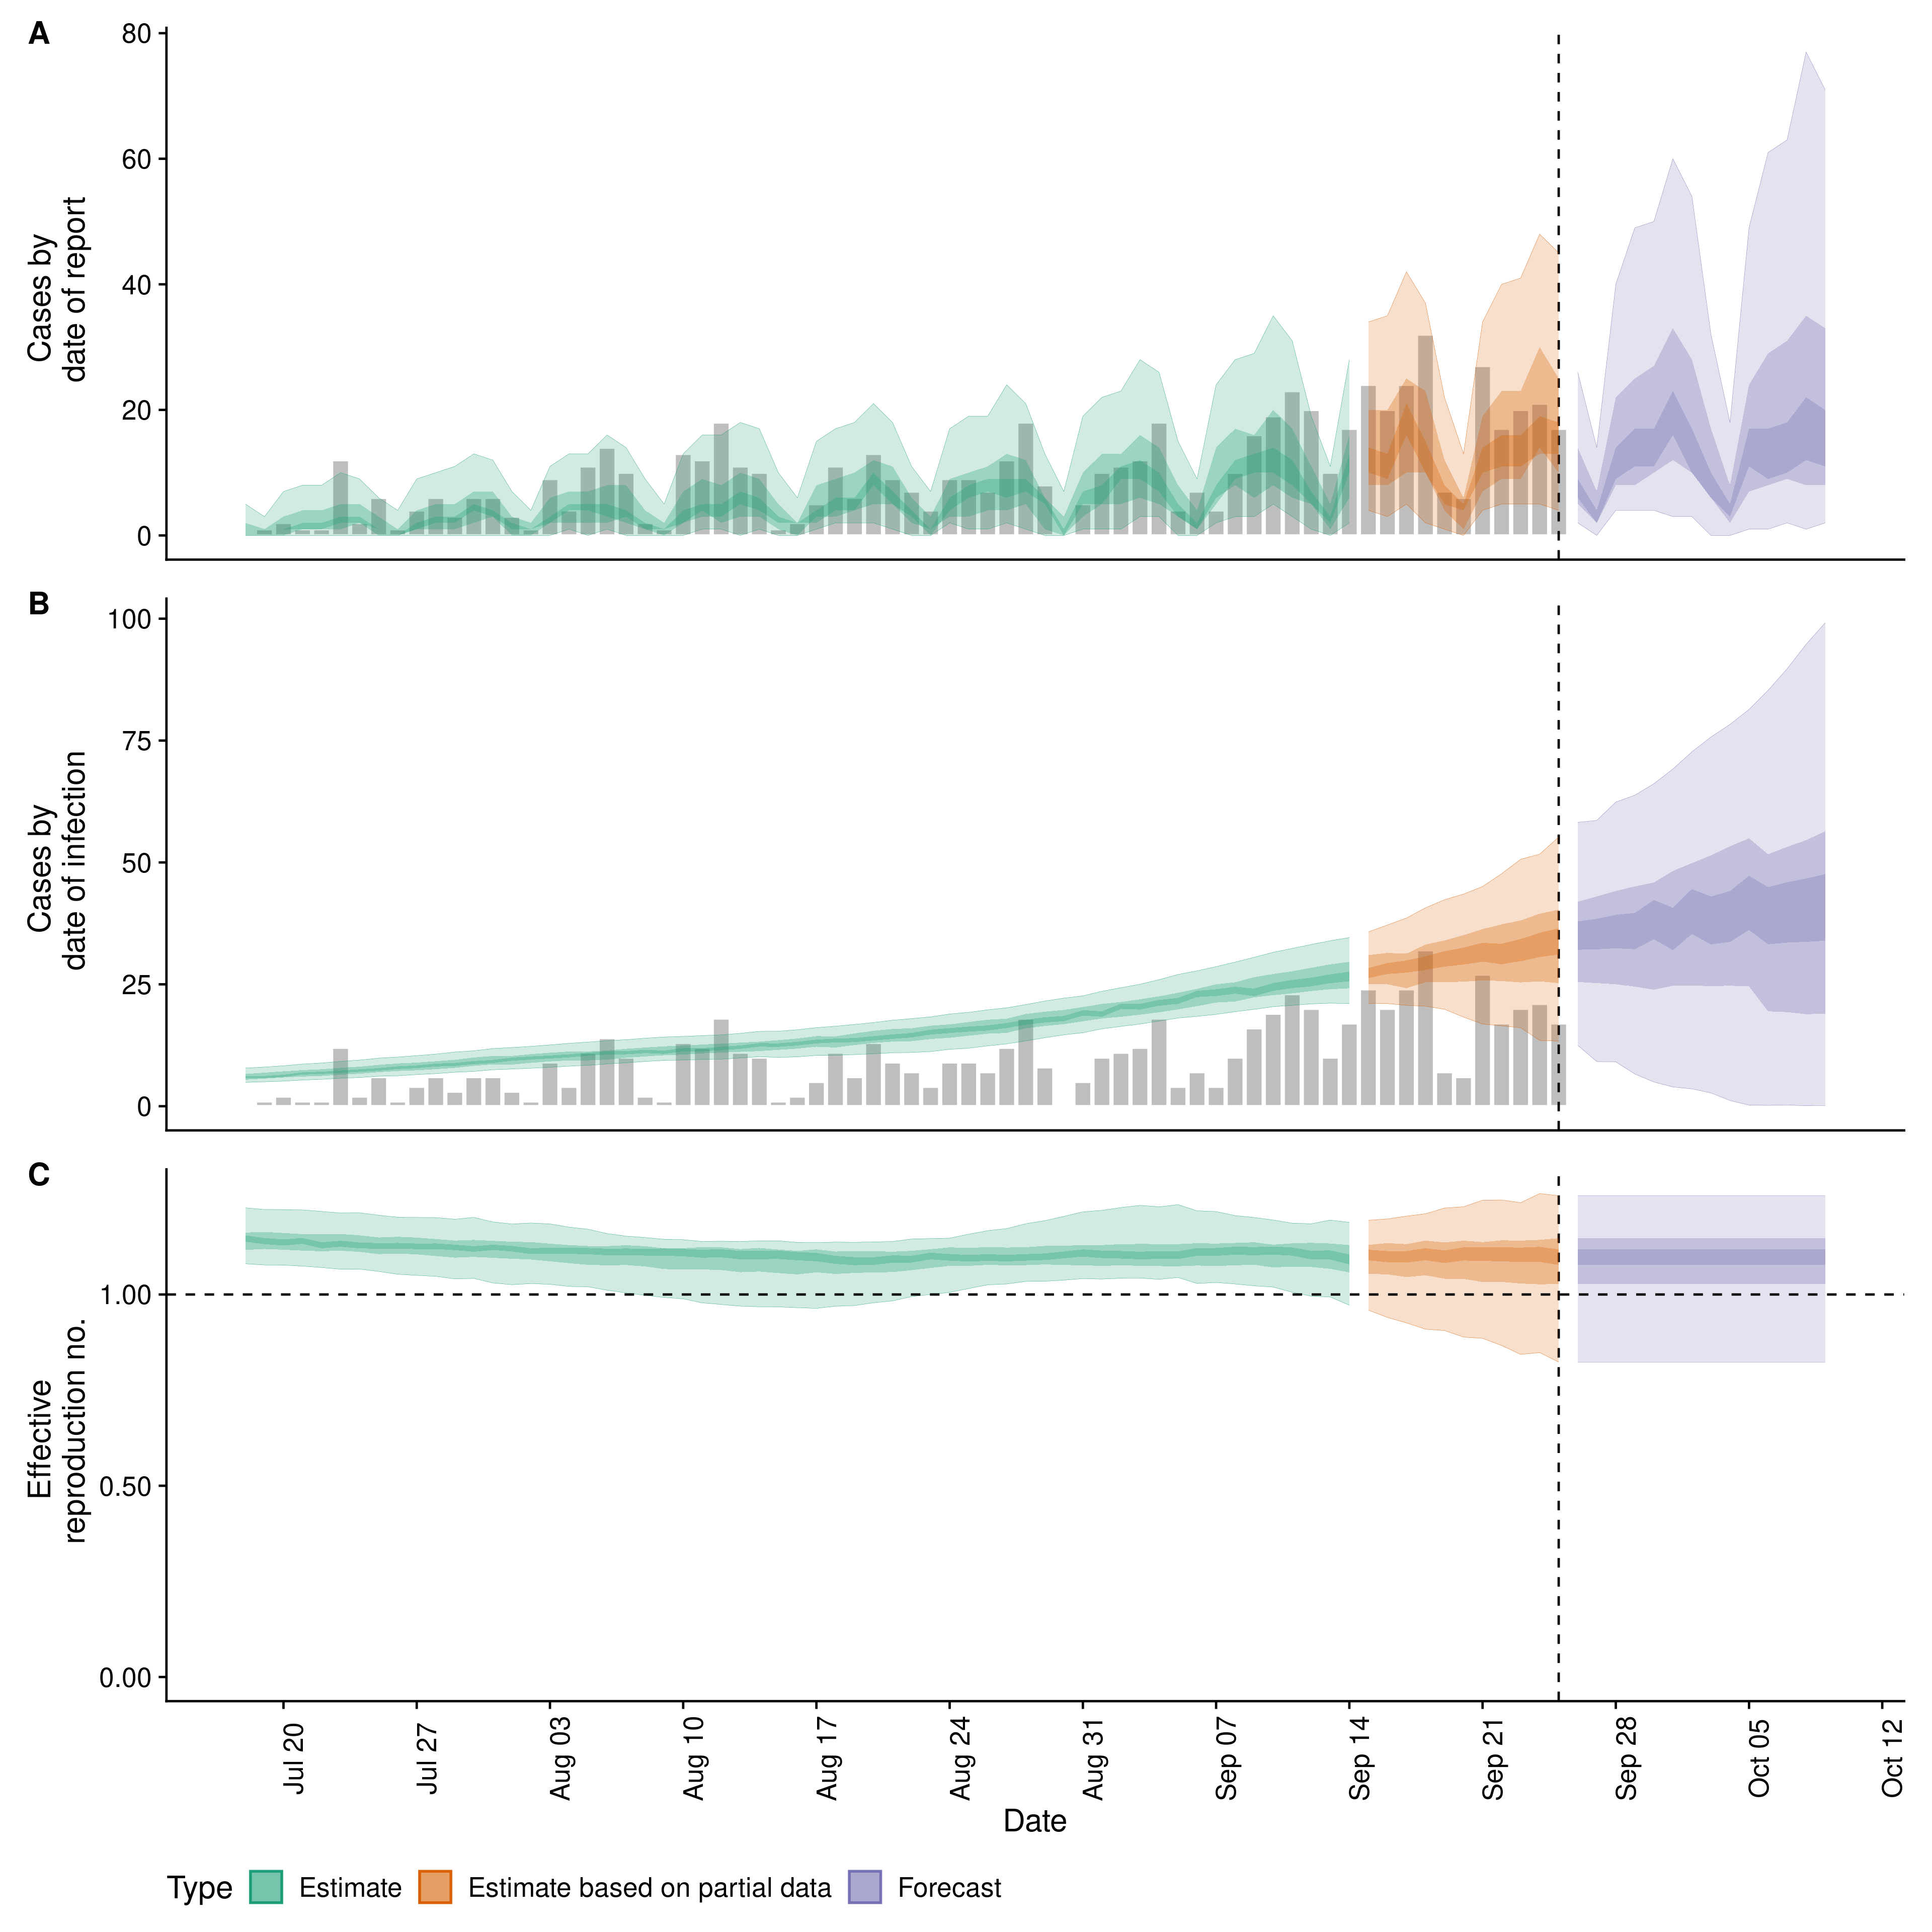 A
80
60
40
20
0
Cases by
date of report
B
100
75
50
25
0
Cases by
date of infection
C
1.00
0.50
0.00
Effective
reproduction no.
Jul 20
Jul 27
Aug 03
Aug 10
Aug 17
Aug 24
Aug 31
Sep 07
Sep 14
Sep 21
Sep 28
Oct 05
Oct 12
Date
Type Estimate Estimate based on partial data Forecast